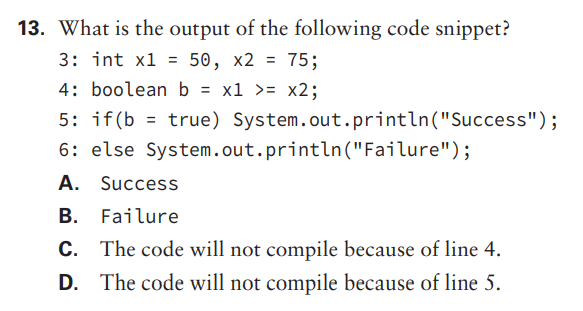 13. What is the output of the following code snippet?
3: int x1 = 50, x2 = 75;
4: boolean b = x1 >= x2;
5: if(b = true) System.out.println("Success");
6: else System.out.println("Failure");
A. Success
B. Failure
C. The code will not compile because of line 4.
D. The code will not compile because of line 5.